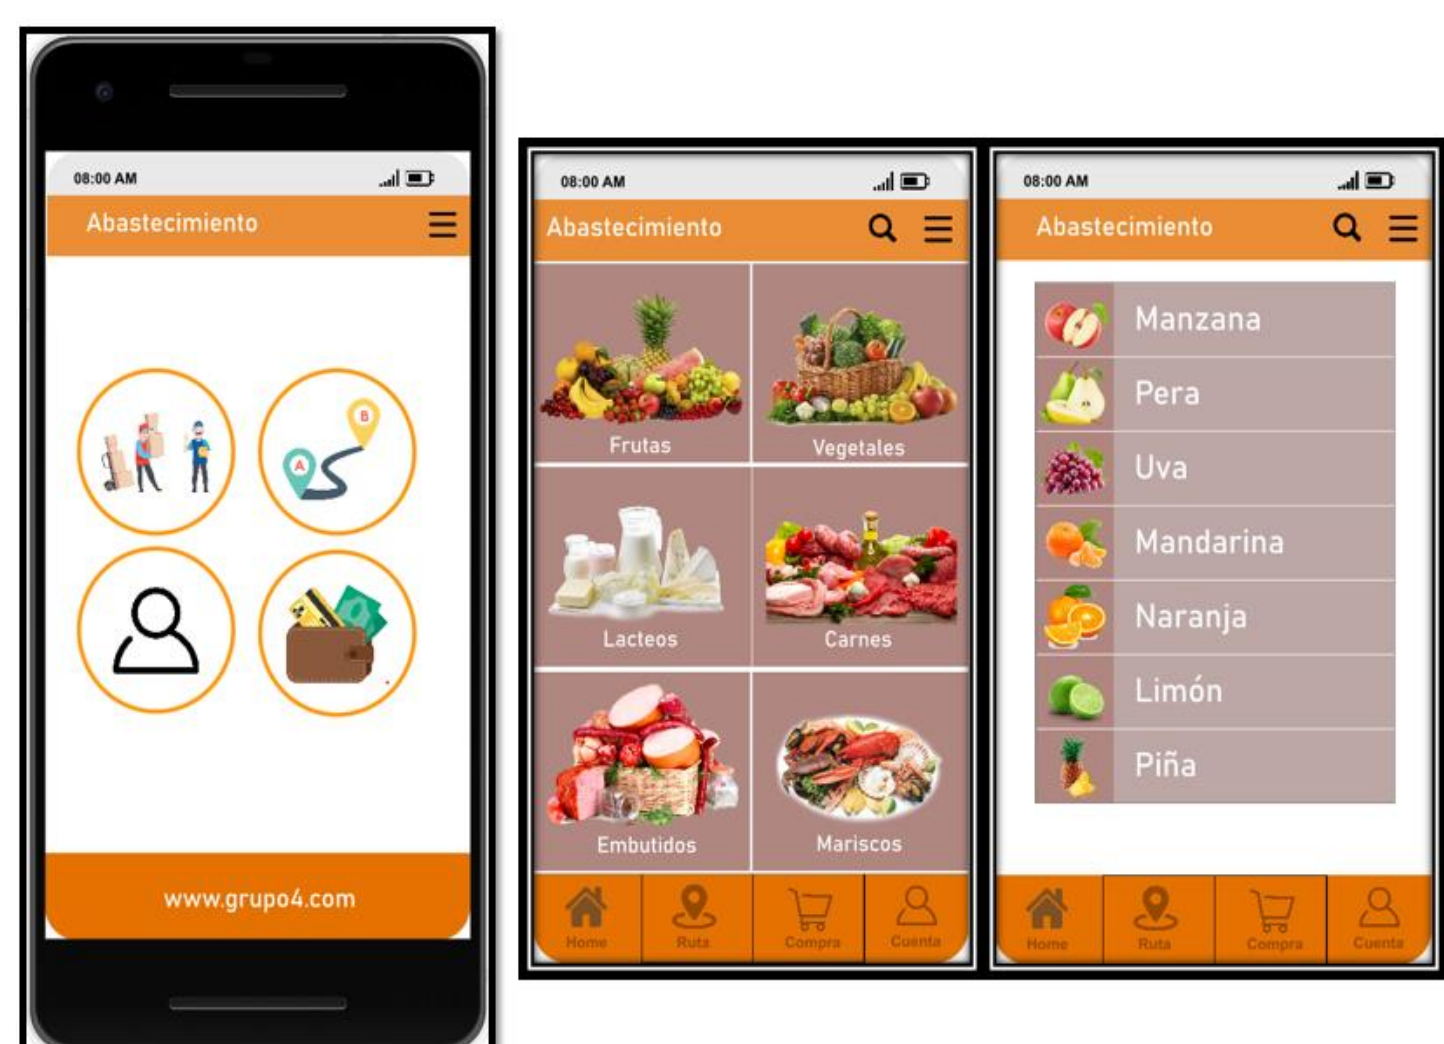 08:00 AM
Abastecimiento
B
A
www.grupo4.com
08:00 AM
Abastecimiento
Frutas
Vegetales
Lacteos
Carnes
Embutidos
Mariscos
Home
Ruta
Compra
Cuenta
08:00 AM
Abastecimiento
Manzana
Pera
Uva
Mandarina
Naranja
Limón
Piña
Home
Ruta
Compra
Cuenta